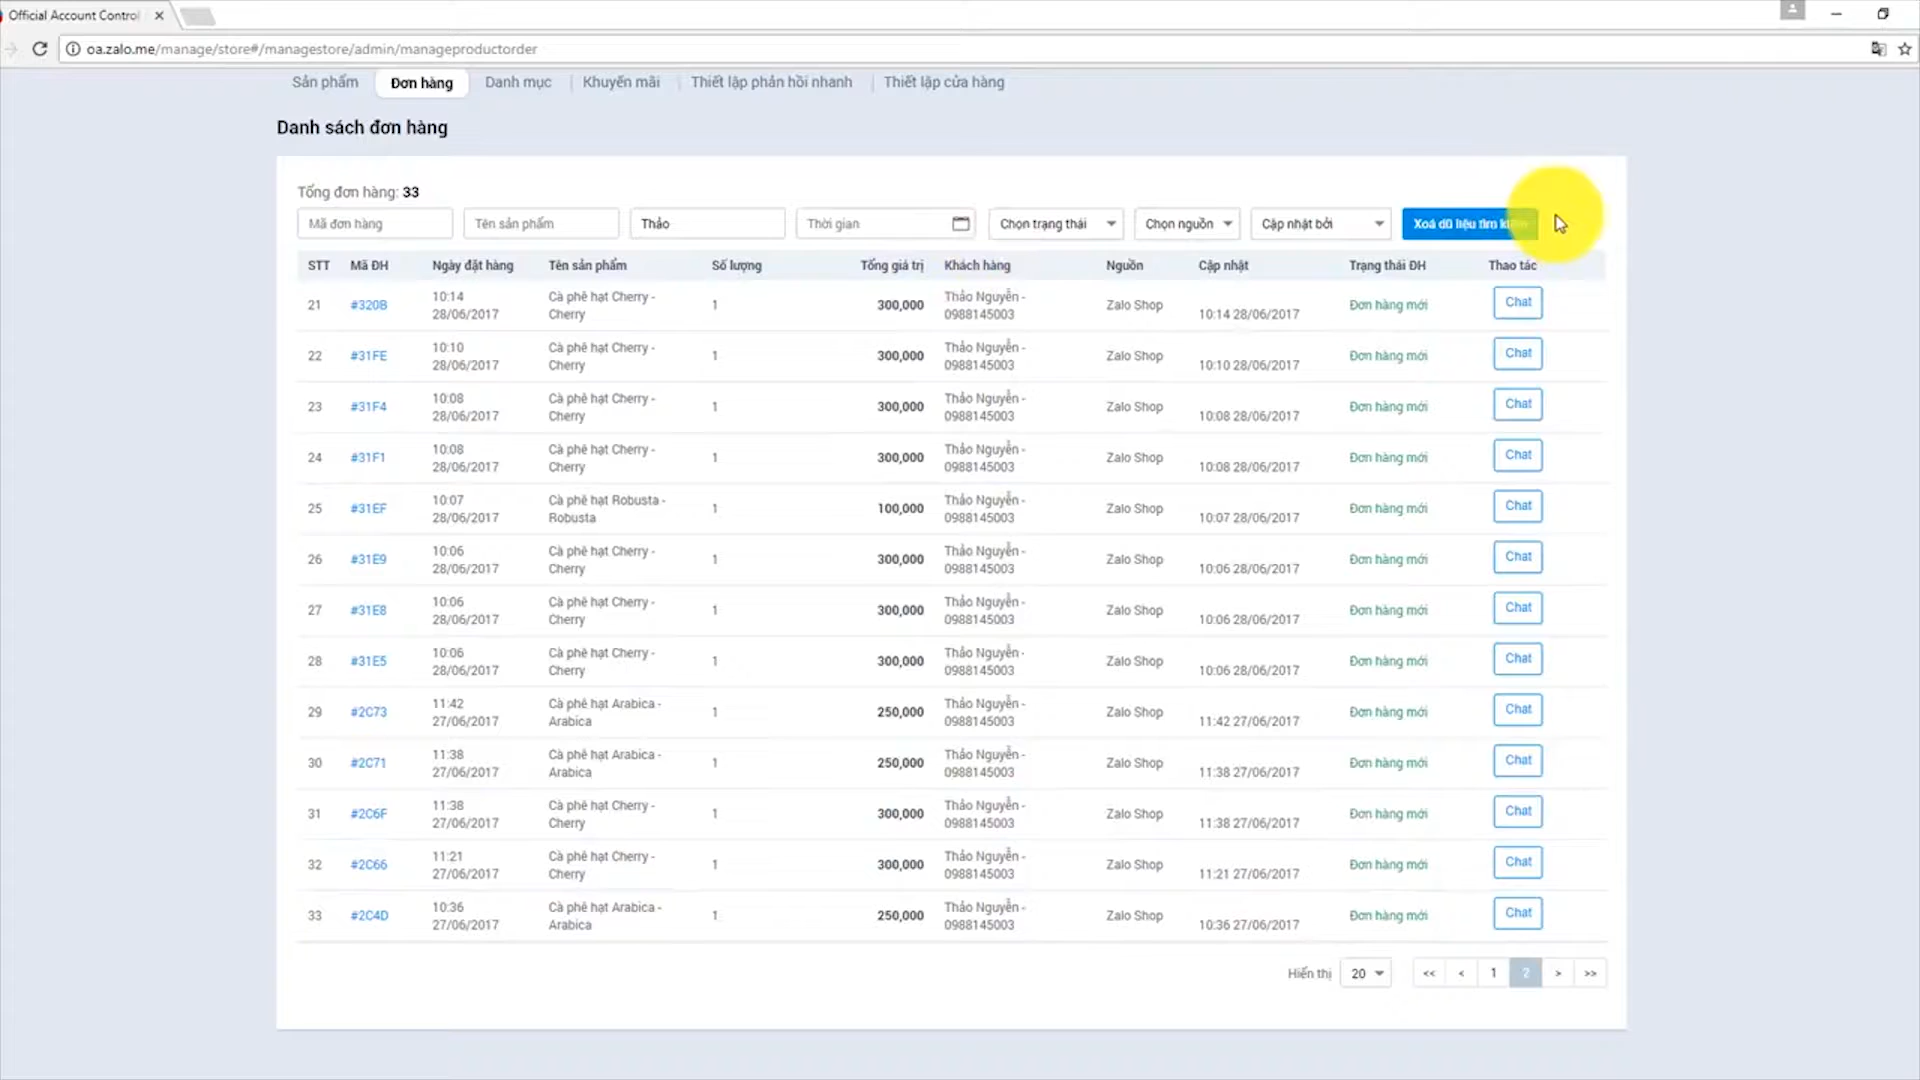 Official Account Control
oa.zalo.me/manage/store#/managestore/admin/manageproductorder
Sản phẩm Đơn hàng Danh mục Khuyến mãi Thiết lập phản hồi nhanh Thiết lập cửa hàng
Danh sách đơn hàng
Tổng đơn hàng: 33
Mã đơn hàng Tên sản phẩm Thảo Thời gian Chọn trạng thái Chọn nguồn Cập nhật bởi Xoá dữ liệu tìm
STT Mã ĐH Ngày đặt hàng Tên sản phẩm Số lượng Tổng giá trị Khách hàng Nguồn Cập nhật Trạng thái ĐH Thao tác
21 #320B 10:14 Cà phê hạt Cherry - 1 300,000 Thảo Nguyễn - Zalo Shop Đơn hàng mới Chat
28/06/2017 Cherry 0988145003 10:14 28/06/2017
22 #31FE 10:10 Cà phê hạt Cherry - 1 300,000 Thảo Nguyễn - Zalo Shop Đơn hàng mới Chat
28/06/2017 Cherry 0988145003 10:10 28/06/2017
23 #31F4 10:08 Cà phê hạt Cherry - 1 300,000 Thảo Nguyễn - Zalo Shop Đơn hàng mới Chat
28/06/2017 Cherry 0988145003 10:08 28/06/2017
24 #31F1 10:08 Cà phê hạt Cherry - 1 300,000 Thảo Nguyễn - Zalo Shop Đơn hàng mới Chat
28/06/2017 Cherry 0988145003 10:08 28/06/2017
25 #31EF 10:07 Cà phê hạt Robusta - 1 100,000 Thảo Nguyễn - Zalo Shop Đơn hàng mới Chat
28/06/2017 Robusta 0988145003 10:07 28/06/2017
26 #31E9 10:06 Cà phê hạt Cherry - 1 300,000 Thảo Nguyễn - Zalo Shop Đơn hàng mới Chat
28/06/2017 Cherry 0988145003 10:06 28/06/2017
27 #31E8 10:06 Cà phê hạt Cherry - 1 300,000 Thảo Nguyễn - Zalo Shop Đơn hàng mới Chat
28/06/2017 Cherry 0988145003 10:06 28/06/2017
28 #31E5 10:06 Cà phê hạt Cherry - 1 300,000 Thảo Nguyễn - Zalo Shop Đơn hàng mới Chat
28/06/2017 Cherry 0988145003 10:06 28/06/2017
29 #2C73 11:42 Cà phê hạt Arabica - 1 250,000 Thảo Nguyễn - Zalo Shop Đơn hàng mới Chat
27/06/2017 Arabica 0988145003 11:42 27/06/2017
30 #2C71 11:38 Cà phê hạt Arabica - 1 250,000 Thảo Nguyễn - Zalo Shop Đơn hàng mới Chat
27/06/2017 Arabica 0988145003 11:38 27/06/2017
31 #2C6F 11:38 Cà phê hạt Cherry - 1 300,000 Thảo Nguyễn - Zalo Shop Đơn hàng mới Chat
27/06/2017 Cherry 0988145003 11:38 27/06/2017
32 #2C66 11:21 Cà phê hạt Cherry - 1 300,000 Thảo Nguyễn - Zalo Shop Đơn hàng mới Chat
27/06/2017 Cherry 0988145003 11:21 27/06/2017
33 #2C4D 10:36 Cà phê hạt Arabica - 1 250,000 Thảo Nguyễn - Zalo Shop Đơn hàng mới Chat
27/06/2017 Arabica 0988145003 10:36 27/06/2017
Hiển thị 20 << < 1 2 > >>